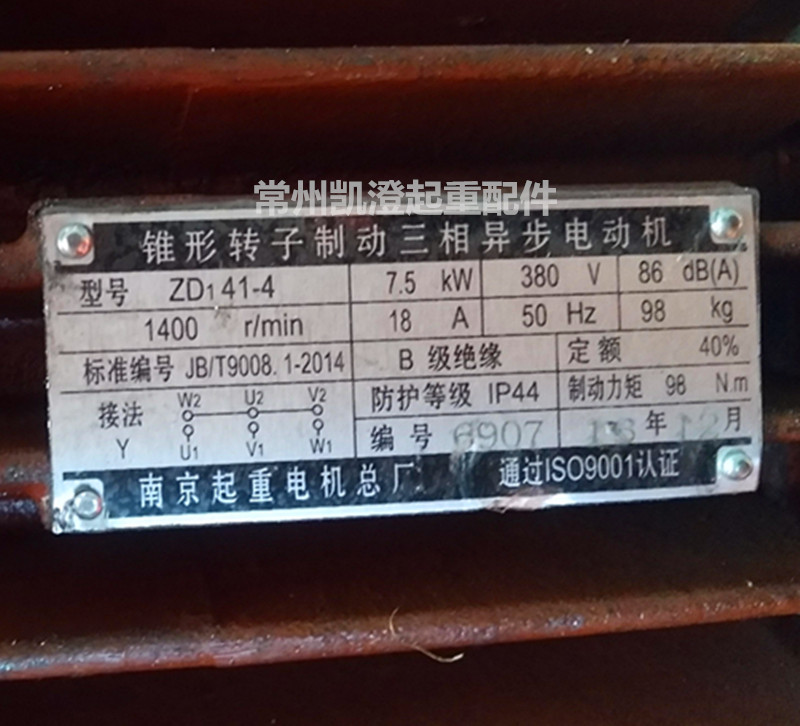 常州凯澄起重配件
锥形转子制动三相异步电动机
型号 ZD141-4 7.5 kW 380 V 86 dB(A)
1400 r/min 18 A 50 Hz 98 kg
标准编号 JB/T9008.1-2014 B 级绝缘 定额 40%
接法 Y W2 U2 V2 U1 V1 W1 防护等级 IP44 制动力矩 98 N.m
编号 6907 年 12月
南京起重电机总厂 通过ISO9001认证